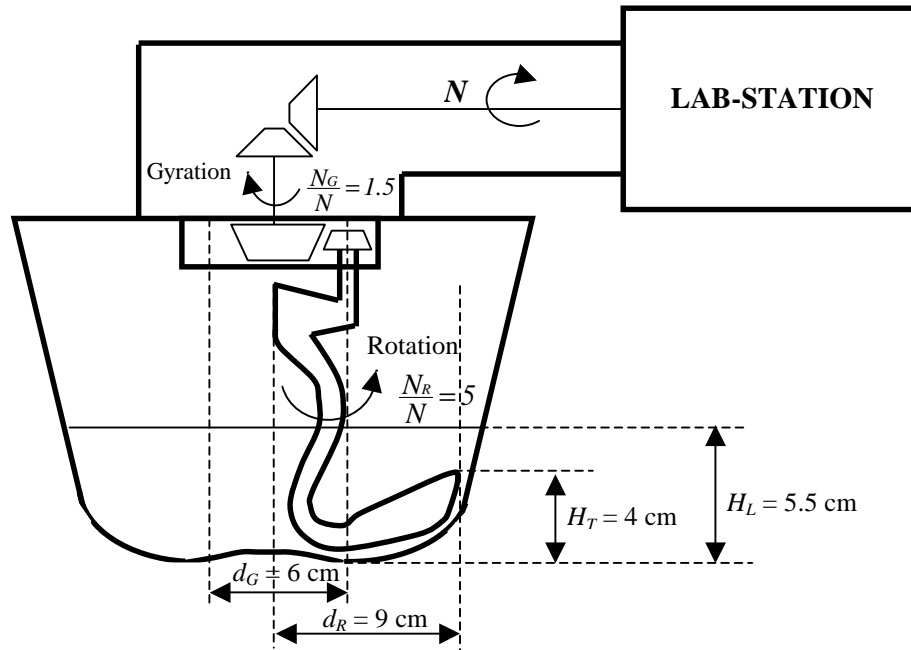 N
LAB-STATION
Gyration
N_G/N = 1.5
Rotation
N_R/N = 5
H_T = 4 cm
H_L = 5.5 cm
d_G = 6 cm
d_R = 9 cm